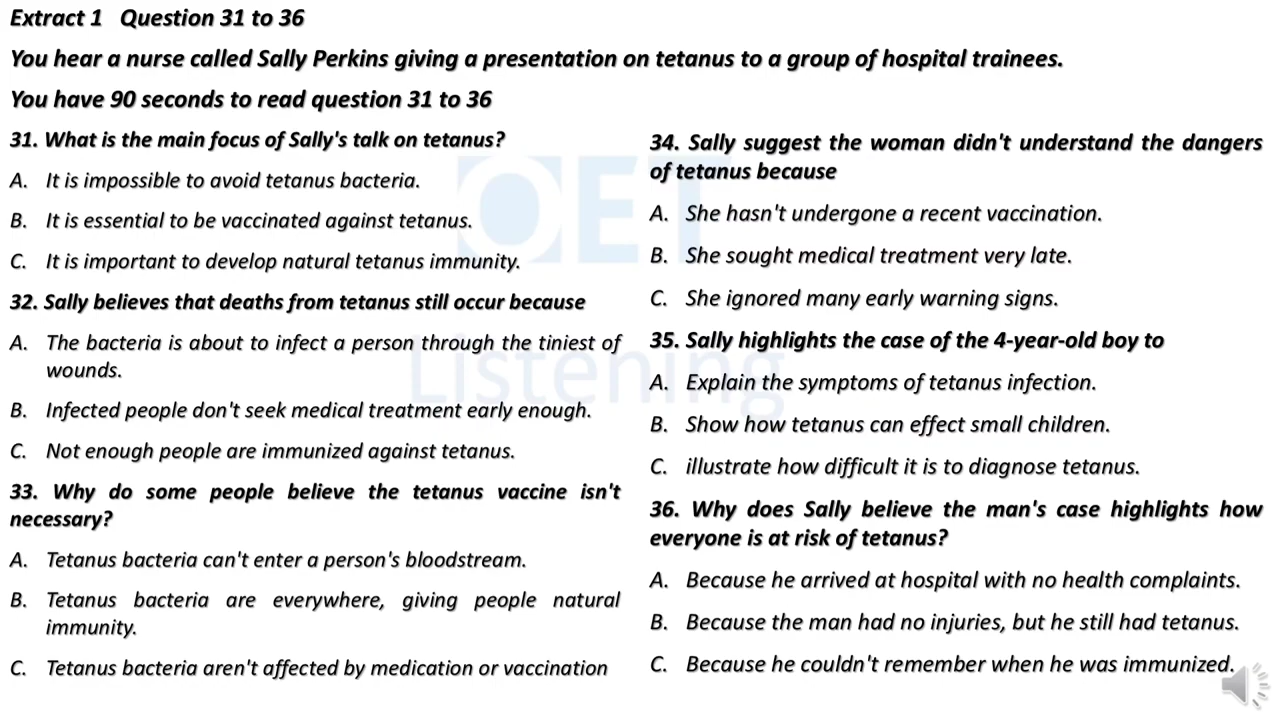 Extract 1 Question 31 to 36
You hear a nurse called Sally Perkins giving a presentation on tetanus to a group of hospital trainees.
You have 90 seconds to read question 31 to 36
31. What is the main focus of Sally's talk on tetanus?
A. It is impossible to avoid tetanus bacteria.
B. It is essential to be vaccinated against tetanus.
C. It is important to develop natural tetanus immunity.
32. Sally believes that deaths from tetanus still occur because
A. The bacteria is about to infect a person through the tiniest of
wounds.
B. Infected people don't seek medical treatment early enough.
C. Not enough people are immunized against tetanus.
33. Why do some people believe the tetanus vaccine isn't
necessary?
A. Tetanus bacteria can't enter a person's bloodstream.
B. Tetanus bacteria are everywhere, giving people natural
immunity.
C. Tetanus bacteria aren't affected by medication or vaccination
34. Sally suggest the woman didn't understand the dangers
of tetanus because
A. She hasn't undergone a recent vaccination.
B. She sought medical treatment very late.
C. She ignored many early warning signs.
35. Sally highlights the case of the 4-year-old boy to
A. Explain the symptoms of tetanus infection.
B. Show how tetanus can effect small children.
C. illustrate how difficult it is to diagnose tetanus.
36. Why does Sally believe the man's case highlights how
everyone is at risk of tetanus?
A. Because he arrived at hospital with no health complaints.
B. Because the man had no injuries, but he still had tetanus.
C. Because he couldn't remember when he was immunized.
OET
Listening